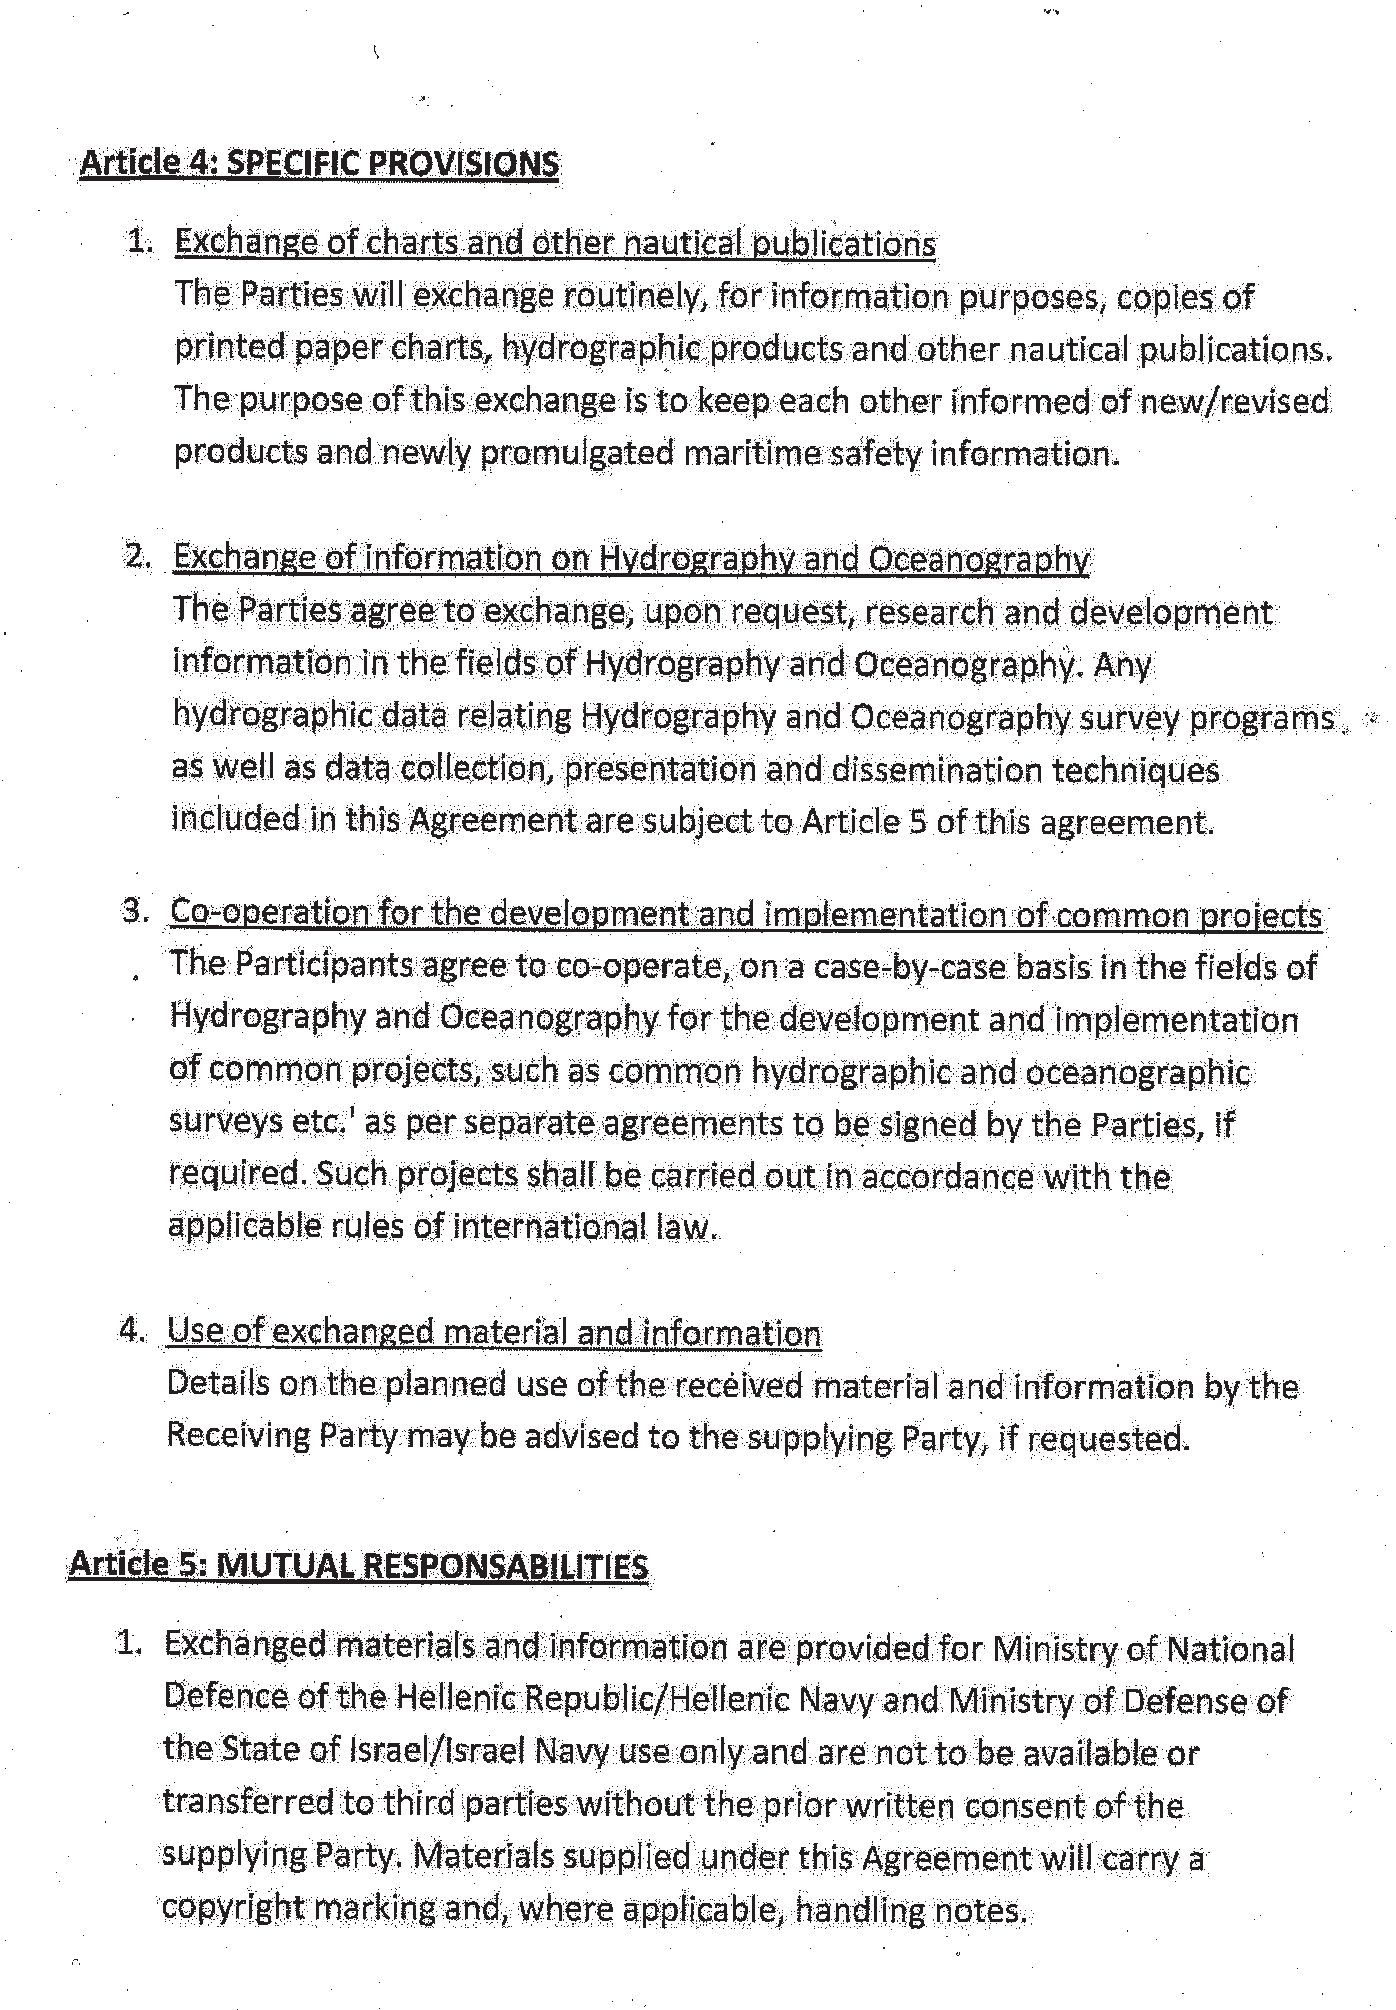 Article 4: SPECIFIC PROVISIONS
1. Exchange of charts and other nautical publications
The Parties will exchange routinely, for information purposes, copies of
printed paper charts, hydrographic products and other nautical publications.
The purpose of this exchange is to keep each other informed of new/revised
products and newly promulgated maritime safety information.
2. Exchange of information on Hydrography and Oceanography
The Parties agree to exchange, upon request, research and development
information in the fields of Hydrography and Oceanography. Any
hydrographic data relating Hydrography and Oceanography survey programs
as well as data collection, presentation and dissemination techniques
included in this Agreement are subject to Article 5 of this agreement.
3. Co-operation for the development and implementation of common projects
The Participants agree to co-operate, on a case-by-case basis in the fields of
Hydrography and Oceanography for the development and implementation
of common projects, such as common hydrographic and oceanographic
surveys etc.' as per separate agreements to be signed by the Parties, if
required. Such projects shall be carried out in accordance with the
applicable rules of international law.
4. Use of exchanged material and information
Details on the planned use of the received material and information by the
Receiving Party may be advised to the supplying Party, if requested.
Article 5: MUTUAL RESPONSABILITIES
1. Exchanged materials and information are provided for Ministry of National
Defence of the Hellenic Republic/Hellenic Navy and Ministry of Defense of
the State of Israel/Israel Navy use only and are not to be available or
transferred to third parties without the prior written consent of the
supplying Party. Materials supplied under this Agreement will carry a
copyright marking and, where applicable, handling notes.